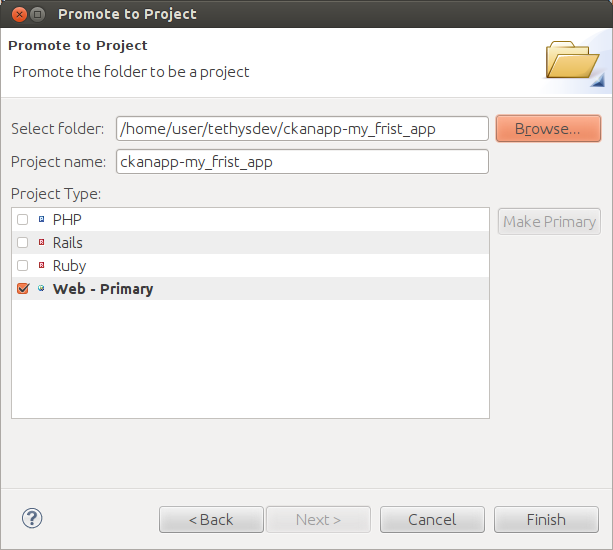 Promote to Project
Promote to Project
Promote the folder to be a project
Select folder: /home/user/tethysdev/ckanapp-my_frist_app Browse...
Project name: ckanapp-my_frist_app
Project Type:
PHP Make Primary
Rails
Ruby
Web - Primary
? < Back Next > Cancel Finish